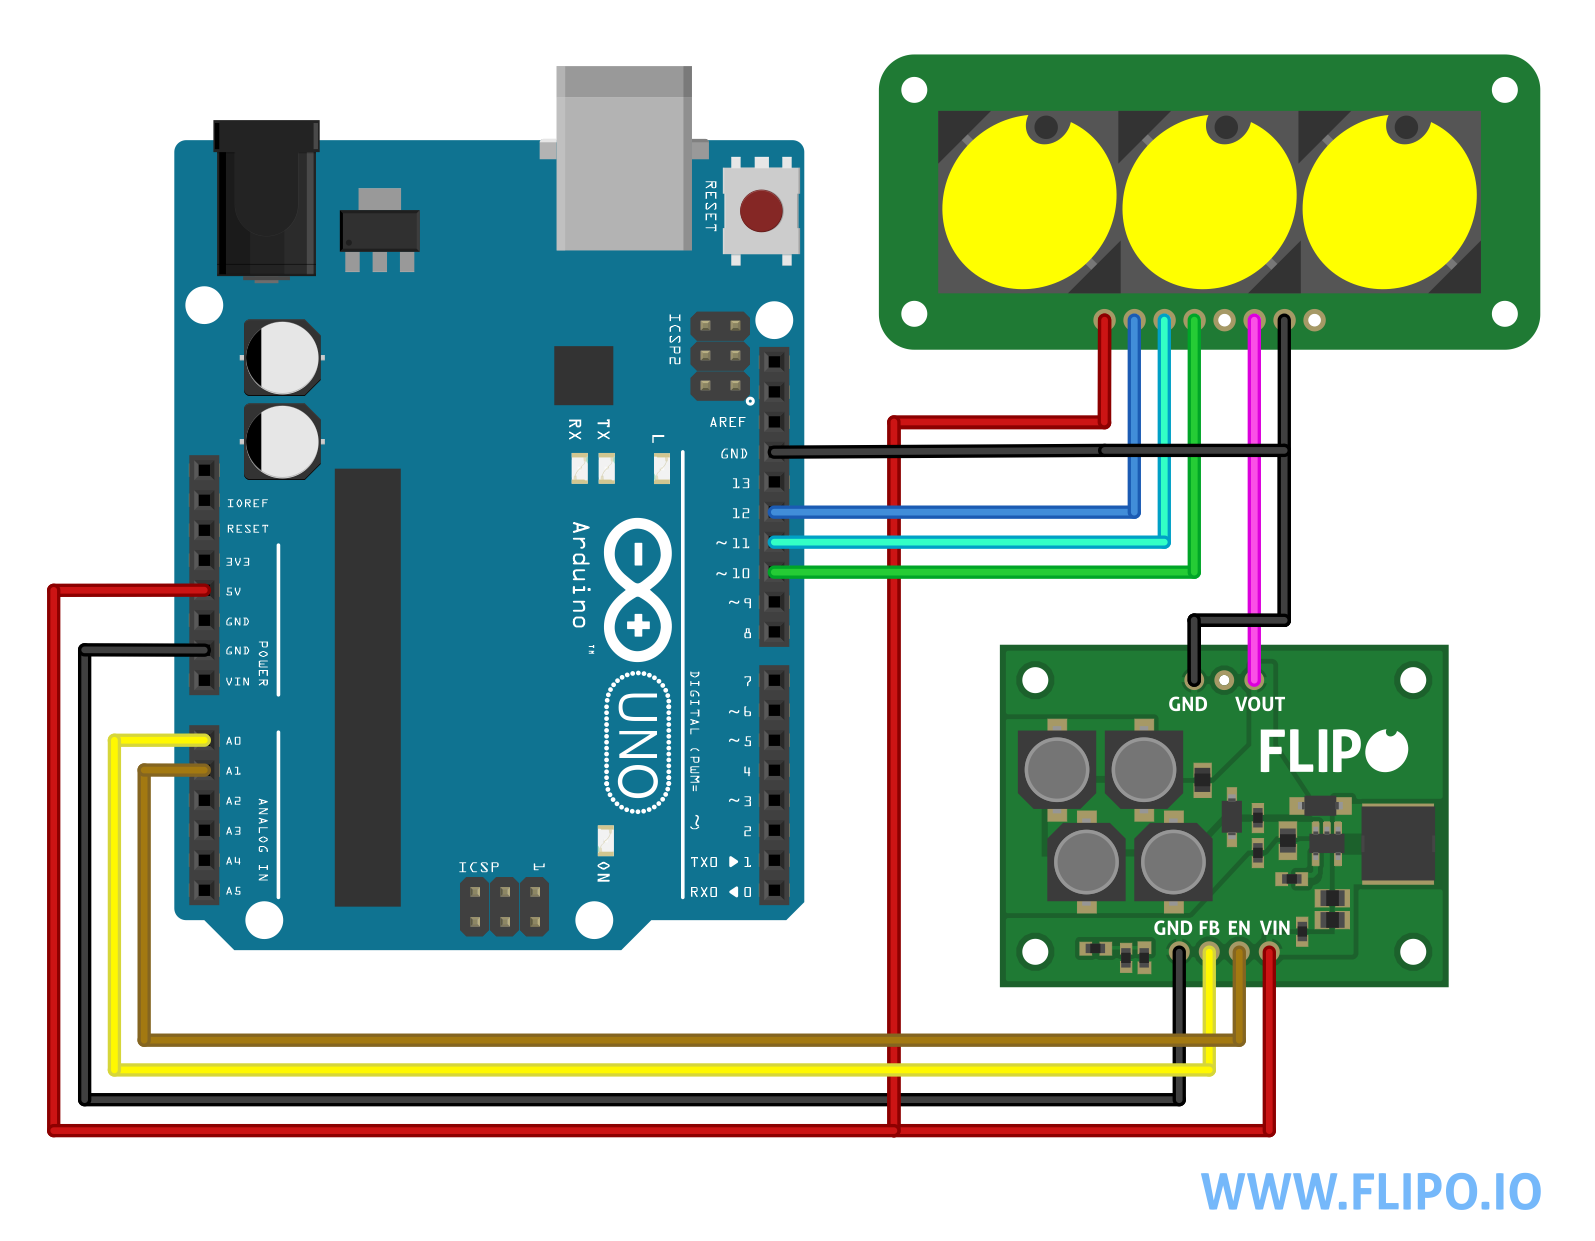 RESET
ICSP2
AREF
GND
13
12
~11
~10
~9
8
7
~6
~5
4
~3
2
TX0 ▶ 1
RX0 ◀ 0
RX
TX
L
IOREF
RESET
3V3
5V
GND
GND
VIN
POWER
A0
A1
A2
A3
A4
A5
ANALOG IN
Arduino
TM
UNO
DIGITAL (PWM= ~)
ON
ICSP
1
GND
VOUT
FLIPO
GND FB EN VIN
WWW.FLIPO.IO